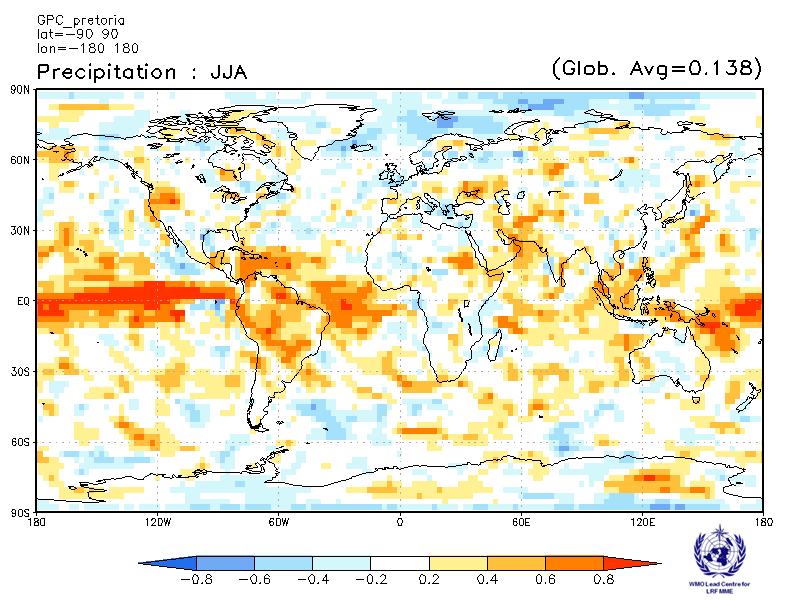 GPC_pretoria
lat=-90 90
lon=-180 180
Precipitation : JJA
(Glob. Avg=0.138)
90N
60N
30N
EQ
30S
60S
90S
180 120W 60W 0 60E 120E 180
-0.8 -0.6 -0.4 -0.2 0.2 0.4 0.6 0.8
WMO Lead Centre for
LRF MME